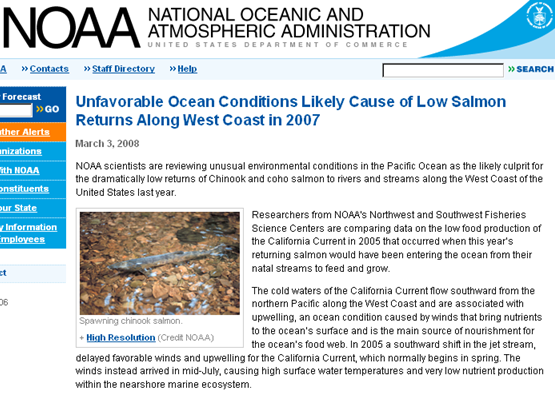 NOAA
NATIONAL OCEANIC AND
ATMOSPHERIC ADMINISTRATION
UNITED STATES DEPARTMENT OF COMMERCE
A »Contacts »Staff Directory »Help »SEARCH
Forecast
»GO
Alerts
With NOAA
Constituents
Your State
Information
Employees
Unfavorable Ocean Conditions Likely Cause of Low Salmon
Returns Along West Coast in 2007
March 3, 2008
NOAA scientists are reviewing unusual environmental conditions in the Pacific Ocean as the likely culprit for
the dramatically low returns of Chinook and coho salmon to rivers and streams along the West Coast of the
United States last year.
Spawning chinook salmon.
+ High Resolution (Credit NOAA)
Researchers from NOAA's Northwest and Southwest Fisheries
Science Centers are comparing data on the low food production of
the California Current in 2005 that occurred when this year's
returning salmon would have been entering the ocean from their
natal streams to feed and grow.
The cold waters of the California Current flow southward from the
northern Pacific along the West Coast and are associated with
upwelling, an ocean condition caused by winds that bring nutrients
to the ocean's surface and is the main source of nourishment for
the ocean's food web. In 2005 a southward shift in the jet stream,
delayed favorable winds and upwelling for the California Current, which normally begins in spring. The
winds instead arrived in mid-July, causing high surface water temperatures and very low nutrient production
within the nearshore marine ecosystem.